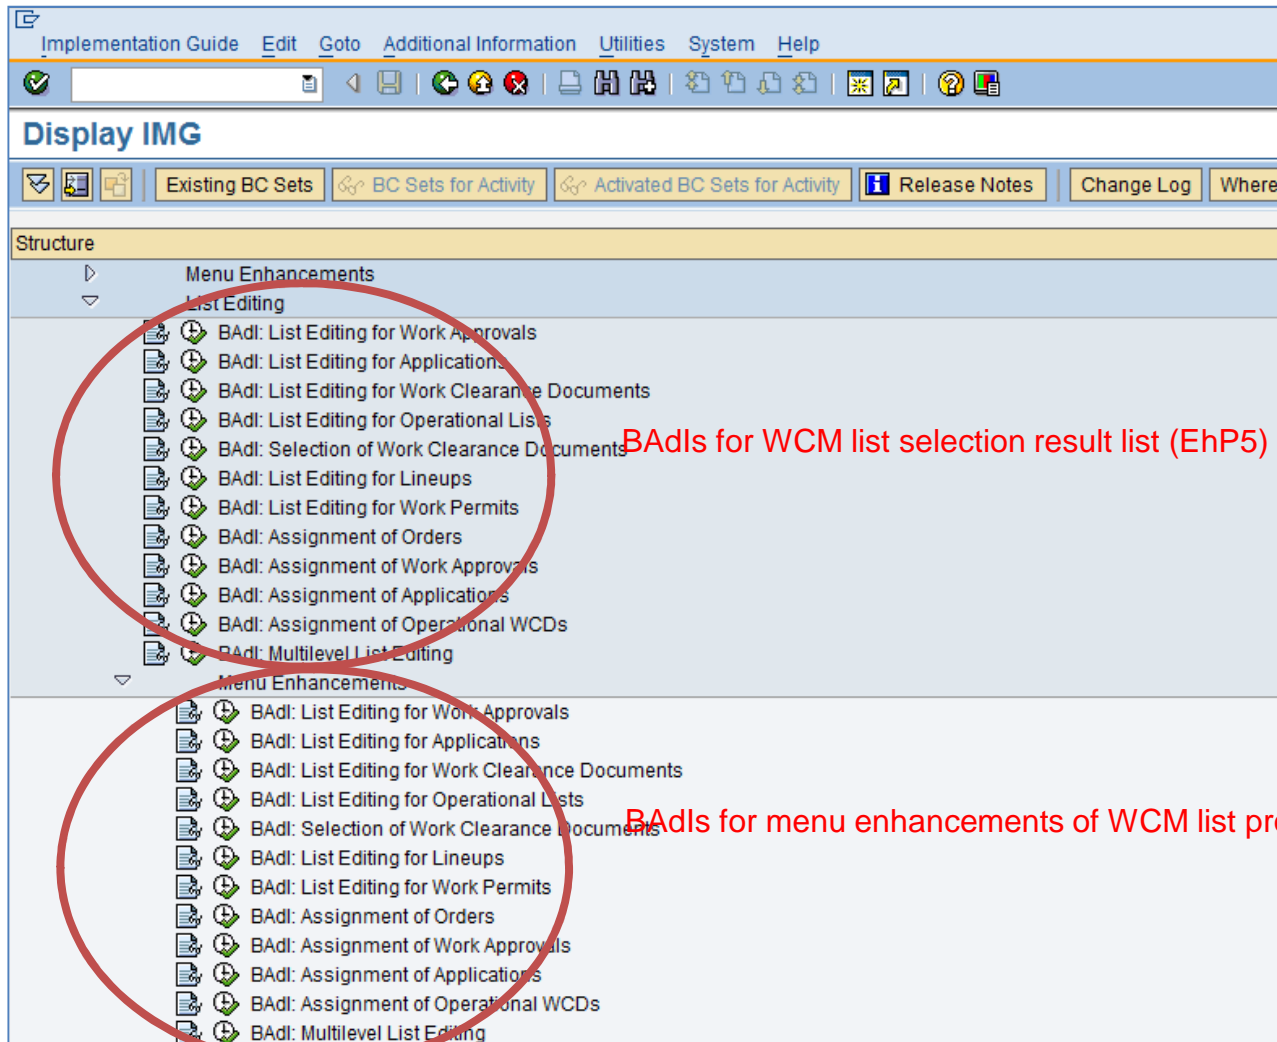 Implementation Guide Edit Goto Additional Information Utilities System Help
Display IMG
Existing BC Sets BC Sets for Activity Activated BC Sets for Activity Release Notes Change Log Where
Structure
Menu Enhancements
List Editing
BAdI: List Editing for Work Approvals
BAdI: List Editing for Applications
BAdI: List Editing for Work Clearance Documents
BAdI: List Editing for Operational Lists
BAdIs for WCM list selection result list (EhP5)
BAdI: Selection of Work Clearance Documents
BAdI: List Editing for Lineups
BAdI: List Editing for Work Permits
BAdI: Assignment of Orders
BAdI: Assignment of Work Approvals
BAdI: Assignment of Applications
BAdI: Assignment of Operational WCDs
BAdI: Multilevel List Editing
Menu Enhancements
BAdI: List Editing for Work Approvals
BAdI: List Editing for Applications
BAdI: List Editing for Work Clearance Documents
BAdI: List Editing for Operational Lists
BAdIs for menu enhancements of WCM list
BAdI: Selection of Work Clearance Documents
BAdI: List Editing for Lineups
BAdI: List Editing for Work Permits
BAdI: Assignment of Orders
BAdI: Assignment of Work Approvals
BAdI: Assignment of Applications
BAdI: Assignment of Operational WCDs
BAdI: Multilevel List Editing